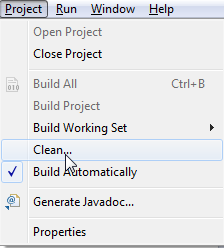 Project Run Window Help
Open Project
Close Project
Build All Ctrl+B
Build Project
Build Working Set
Clean...
Build Automatically
Generate Javadoc...
Properties